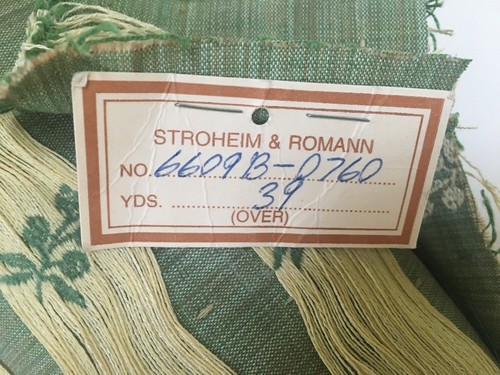 STROHEIM & ROMANN
NO. 6609B-0760
YDS. 39
(OVER)